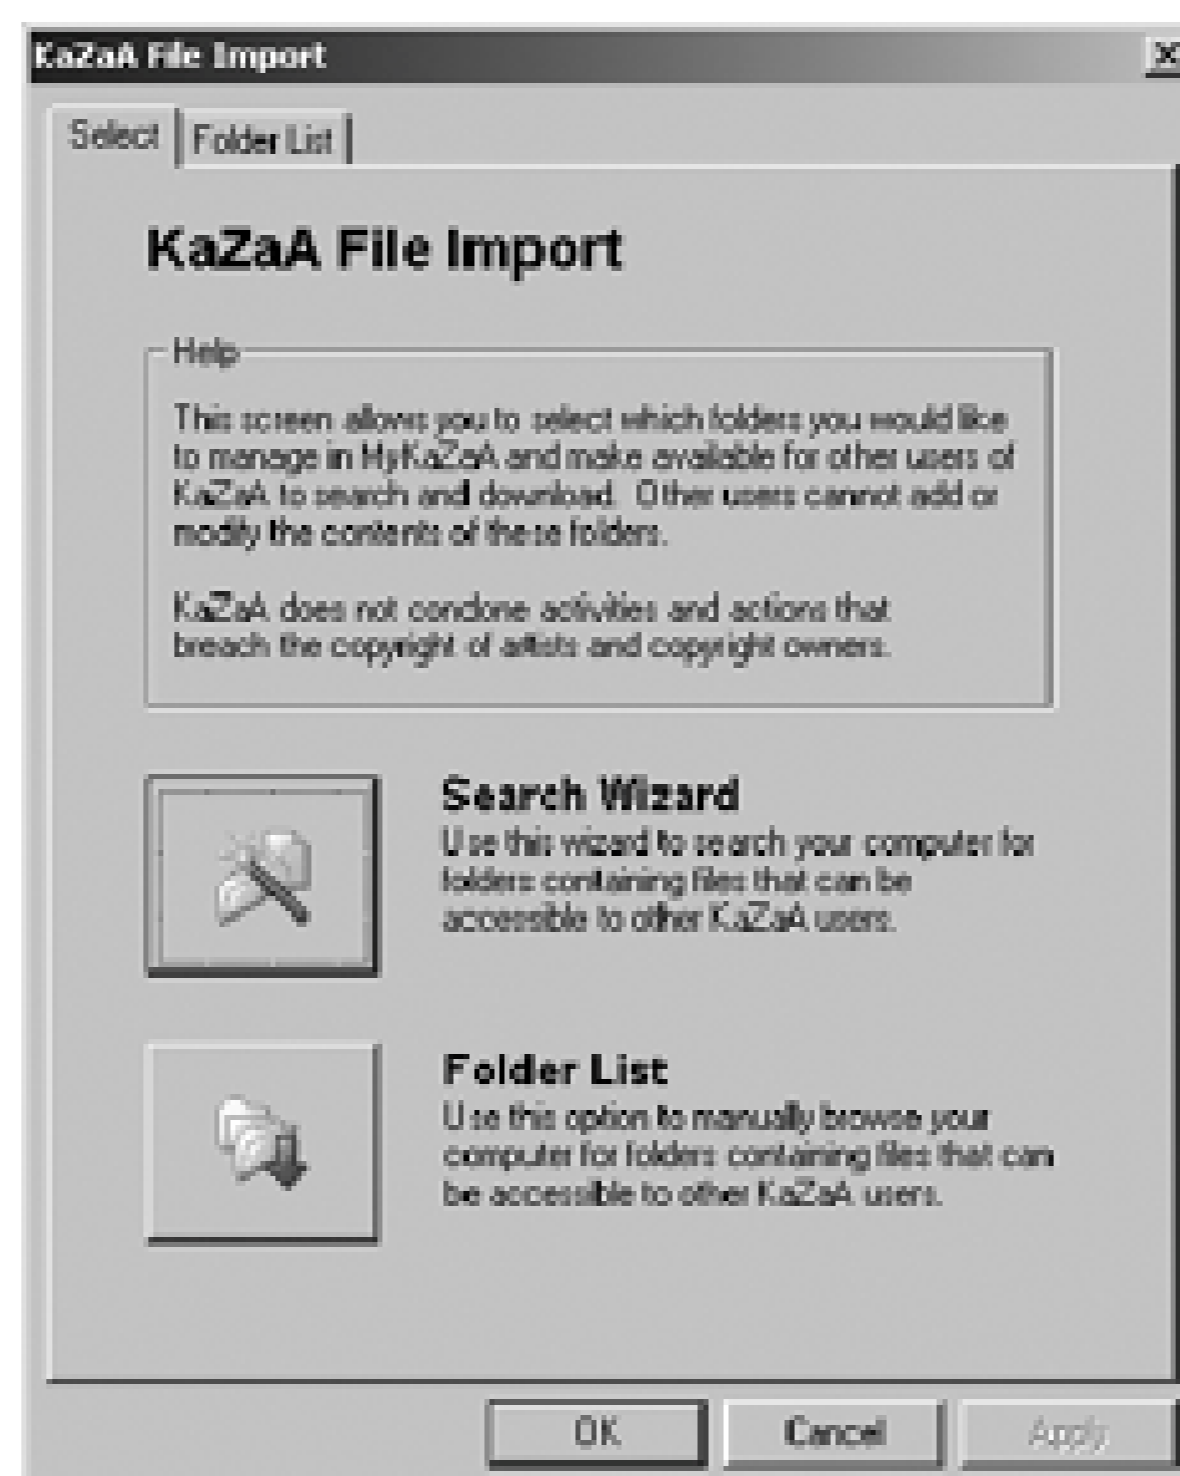 KaZaA File Import
Select
Folder List
KaZaA File Import
Help
This screen allows you to select which folders you would like
to manage in MyKaZaA and make available for other users of
KaZaA to search and download. Other users cannot add or
modify the contents of these folders.
KaZaA does not condone activities and actions that
breach the copyright of artists and copyright owners.
Search Wizard
Use this wizard to search your computer for
folders containing files that can be
accessible to other KaZaA users.
Folder List
Use this option to manually browse your
computer for folders containing files that can
be accessible to other KaZaA users.
OK
Cancel
Apply